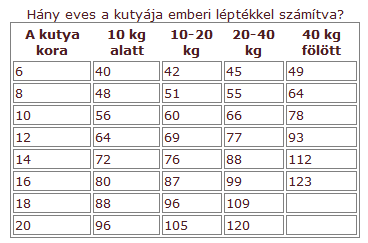 Hány eves a kutyája emberi léptékkel számítva?
A kutya kora 10 kg alatt 10-20 kg 20-40 kg 40 kg fölött
6 40 42 45 49
8 48 51 55 64
10 56 60 66 78
12 64 69 77 93
14 72 76 88 112
16 80 87 99 123
18 88 96 109
20 96 105 120